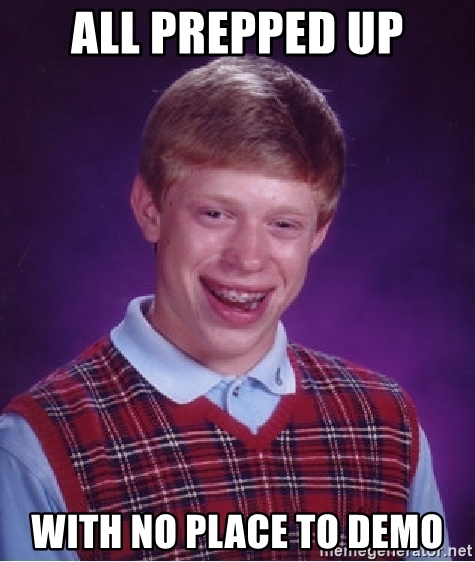 ALL PREPPED UP
WITH NO PLACE TO DEMO
memegenerator.net